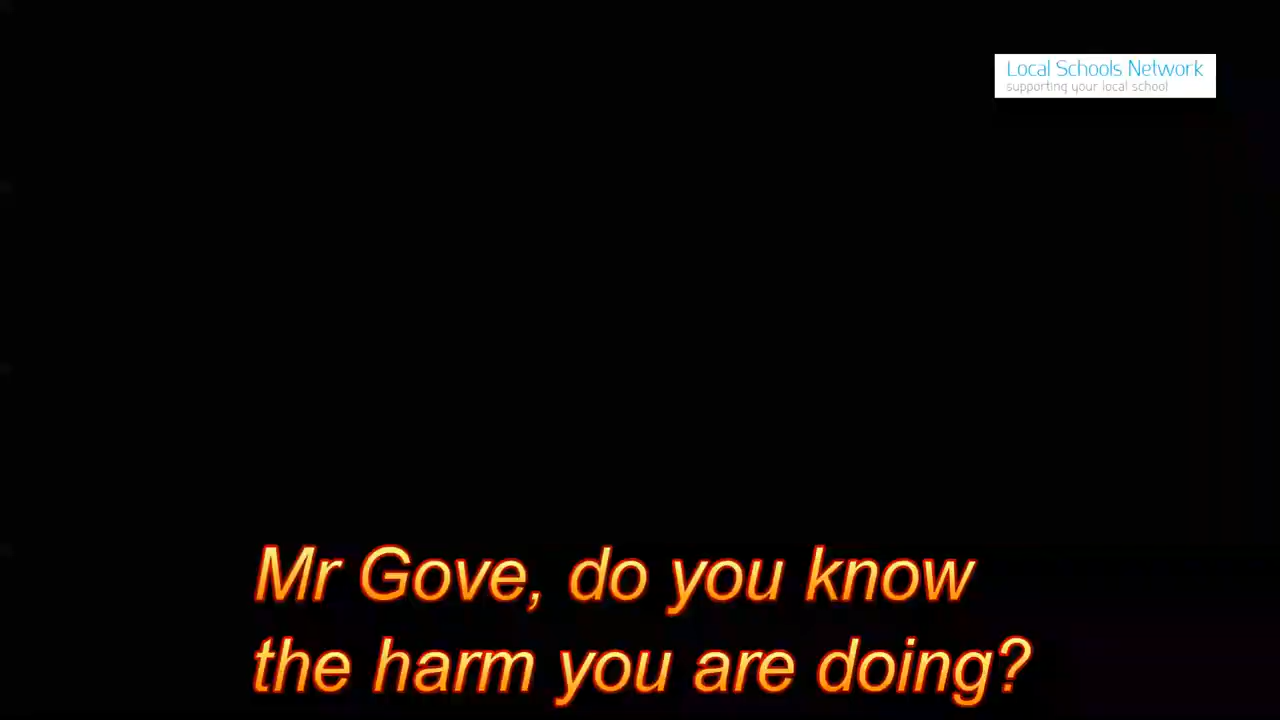 Local Schools Network
supporting your local school
Mr Gove, do you know
the harm you are doing?